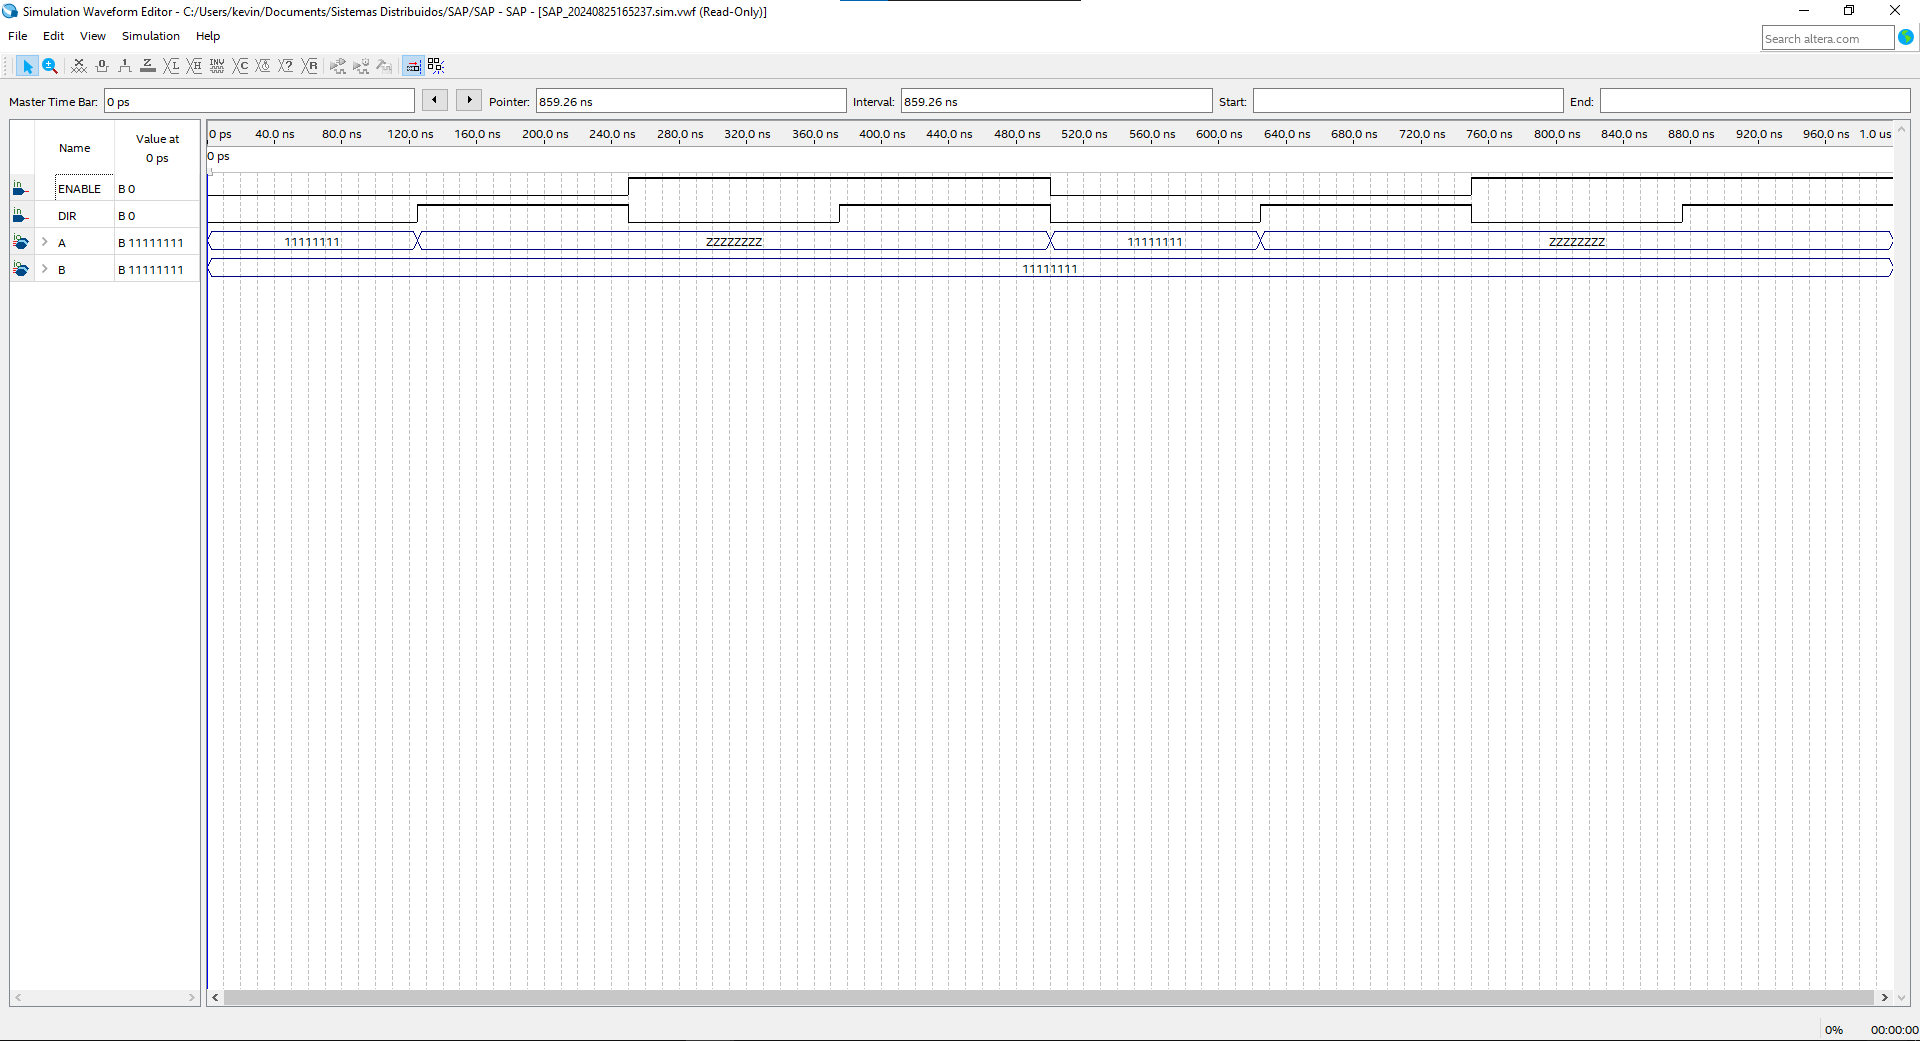 Simulation Waveform Editor - C:/Users/kevin/Documents/Sistemas Distribuidos/SAP/SAP - SAP - [SAP_20240825165237.sim.vwf (Read-Only)]
File Edit View Simulation Help
Search altera.com
Master Time Bar: 0 ps Pointer: 859.26 ns Interval: 859.26 ns Start: End:
Name Value at 0 ps
0 ps 40.0 ns 80.0 ns 120.0 ns 160.0 ns 200.0 ns 240.0 ns 280.0 ns 320.0 ns 360.0 ns 400.0 ns 440.0 ns 480.0 ns 520.0 ns 560.0 ns 600.0 ns 640.0 ns 680.0 ns 720.0 ns 760.0 ns 800.0 ns 840.0 ns 880.0 ns 920.0 ns 960.0 ns 1.0 us
0 ps
ENABLE B 0
DIR B 0
A B 11111111 11111111 ZZZZZZZZ 11111111 ZZZZZZZZ
B B 11111111 11111111
0% 00:00:00